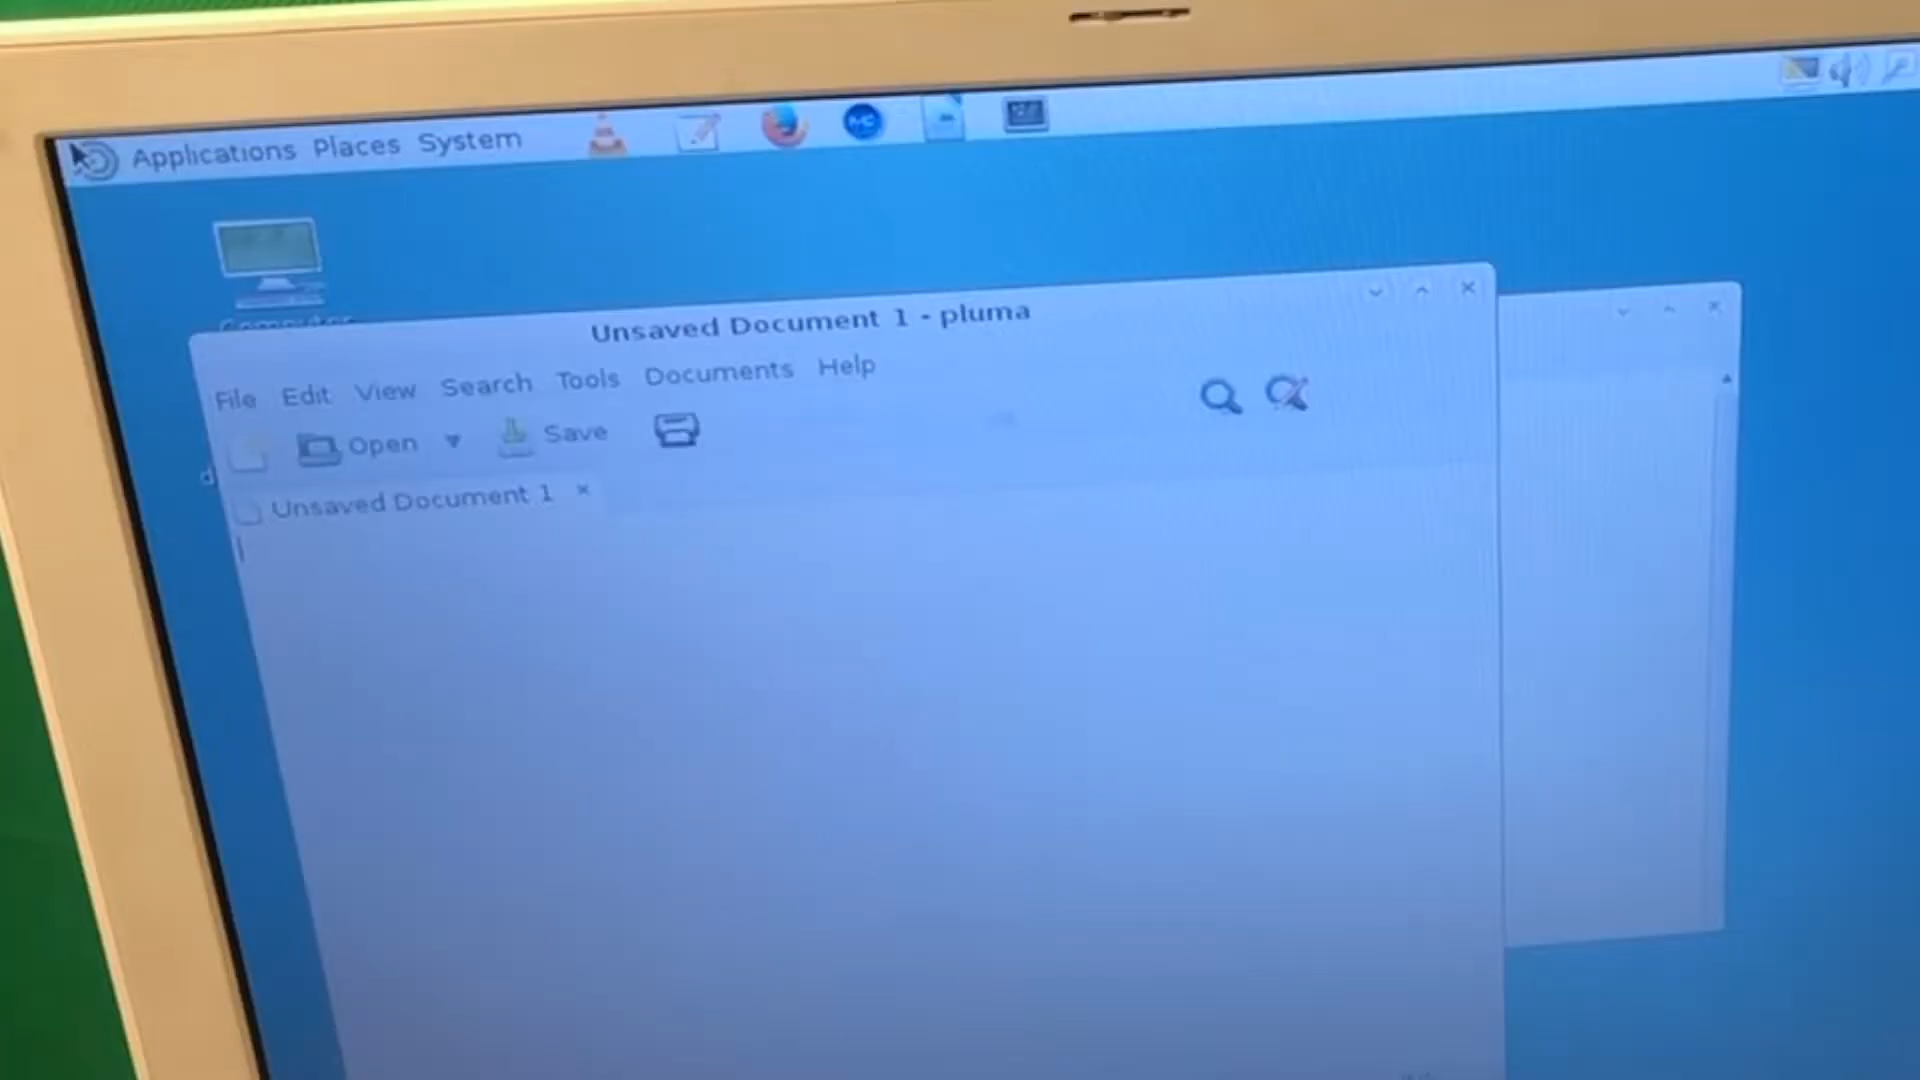 Applications Places System
Computer
Unsaved Document 1 - pluma
File Edit View Search Tools Documents Help
Open Save
Unsaved Document 1